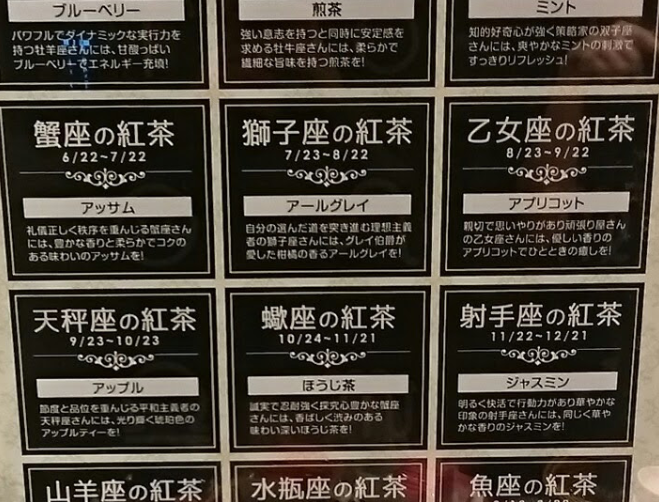 ブルーベリー
パワフルでダイナミックな実行力を
持つ牡羊座さんには、甘酸っぱい
ブルーベリーでエネルギー充填!
煎茶
強い意志を持つと同時に安定感を
求める牡牛座さんには、柔らかで
繊細な旨味を持つ煎茶を!
ミント
知的好奇心が強く策略家の双子座
さんには、爽やかなミントの刺激で
すっきりリフレッシュ!
蟹座の紅茶
6/22~7/22
アッサム
礼儀正しく秩序を重んじる蟹座さん
には、豊かな香りと柔らかでコクの
ある味わいのアッサムを!
獅子座の紅茶
7/23~8/22
アールグレイ
自分の選んだ道を突き進む理想主義
者の獅子座さんには、グレイ伯爵が
愛した柑橘の香るアールグレイを!
乙女座の紅茶
8/23~9/22
アプリコット
親切で思いやりがあり頑張り屋さん
の乙女座さんには、優しい香りの
アプリコットでひとときの癒しを!
天秤座の紅茶
9/23~10/23
アップル
節度と品位を重んじる平和主義者の
天秤座さんには、光り輝く琥珀色の
アップルティーを!
蠍座の紅茶
10/24~11/21
ほうじ茶
誠実で忍耐強く探究心豊かな蟹座
さんには、香ばしく渋みのある
味わい深いほうじ茶を!
射手座の紅茶
11/22~12/21
ジャスミン
明るく快活で行動力があり華やかな
印象の射手座さんには、同じく華や
かな香りのジャスミンを!
山羊座の紅茶
水瓶座の紅茶
魚座の紅茶